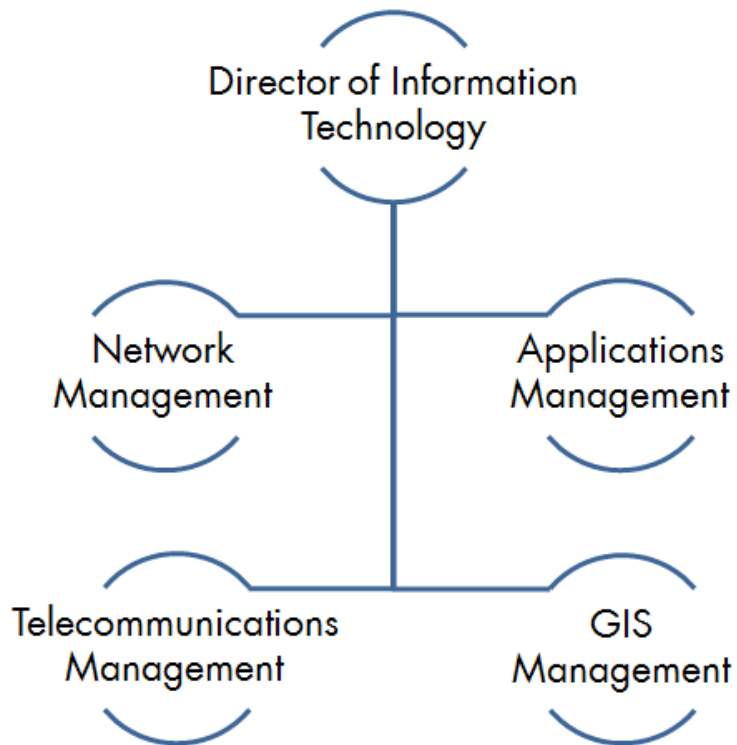 Director of Information
Technology
Network
Management
Applications
Management
Telecommunications
Management
GIS
Management